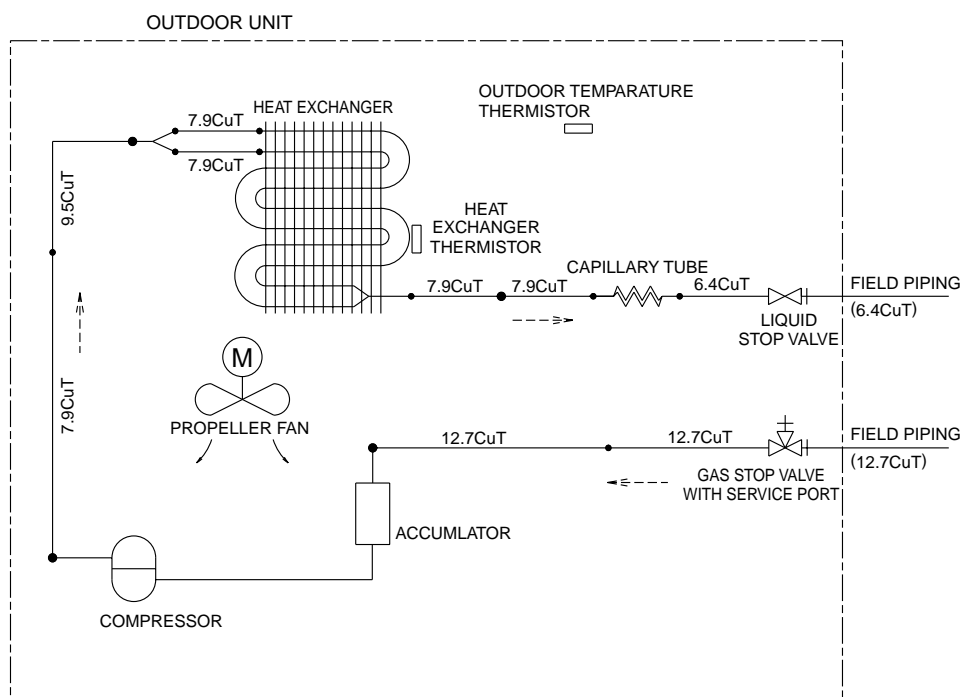 OUTDOOR UNIT
HEAT EXCHANGER
OUTDOOR TEMPARATURE
THERMISTOR
7.9CuT
7.9CuT
9.5CuT
HEAT
EXCHANGER
THERMISTOR
CAPILLARY TUBE
7.9CuT
7.9CuT
6.4CuT
FIELD PIPING
(6.4CuT)
LIQUID
STOP VALVE
M
7.9CuT
PROPELLER FAN
12.7CuT
12.7CuT
FIELD PIPING
(12.7CuT)
GAS STOP VALVE
WITH SERVICE PORT
ACCUMLATOR
COMPRESSOR